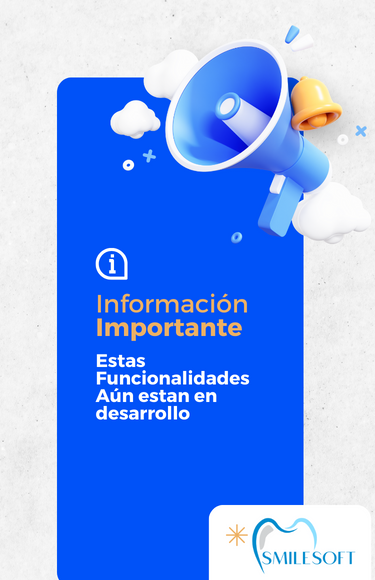 Información
Importante
Estas
Funcionalidades
Aún estan en
desarrollo
SMILESOFT